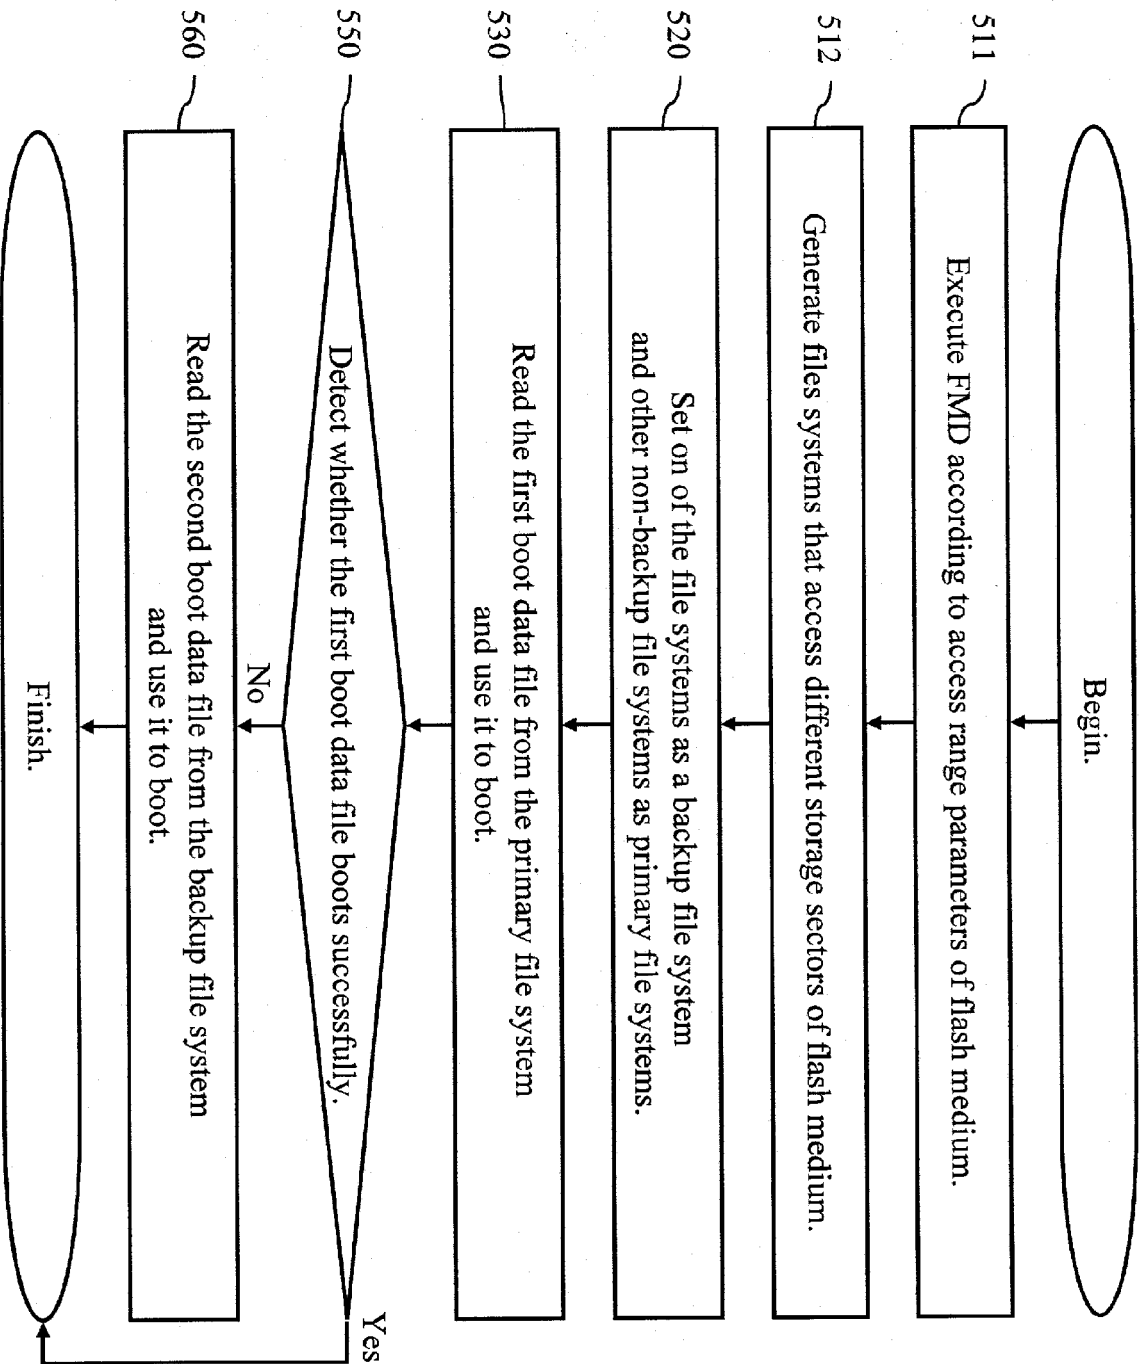 Begin.
511
Execute FMD according to access range parameters of flash medium.
512
Generate files systems that access different storage sectors of flash medium.
520
Set on of the file systems as a backup file system
and other non-backup file systems as primary file systems.
530
Read the first boot data file from the primary file system
and use it to boot.
550
Detect whether the first boot data file boots successfully.
Yes
No
560
Read the second boot data file from the backup file system
and use it to boot.
Finish.